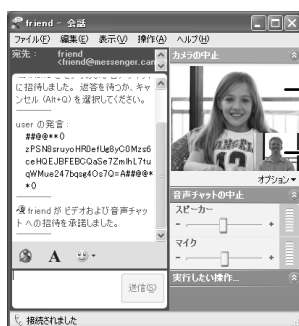 friend - 会話
ファイル(F) 編集(E) 表示(V) 操作(A) ヘルプ(H)
宛先: friend
<friend@messenger.can
カメラの中止
に招待しました。返答を待つか、キャ
ンセル (Alt+Q) を選択してください。
user の発言:
##@@**()
zPSN8sruyoHR0efUg8yC0Mzs6
ceHQEJBFEBCQaSe7ZmlhL7tu
qWMue247bqsg4Os7Q=A##@@*
*()
friend が ビデオおよび音声チャッ
ト への招待を承諾しました。
オプション
音声チャットの中止
スピーカー
- +
マイク
- +
A
送信(S)
実行したい操作...
接続されました